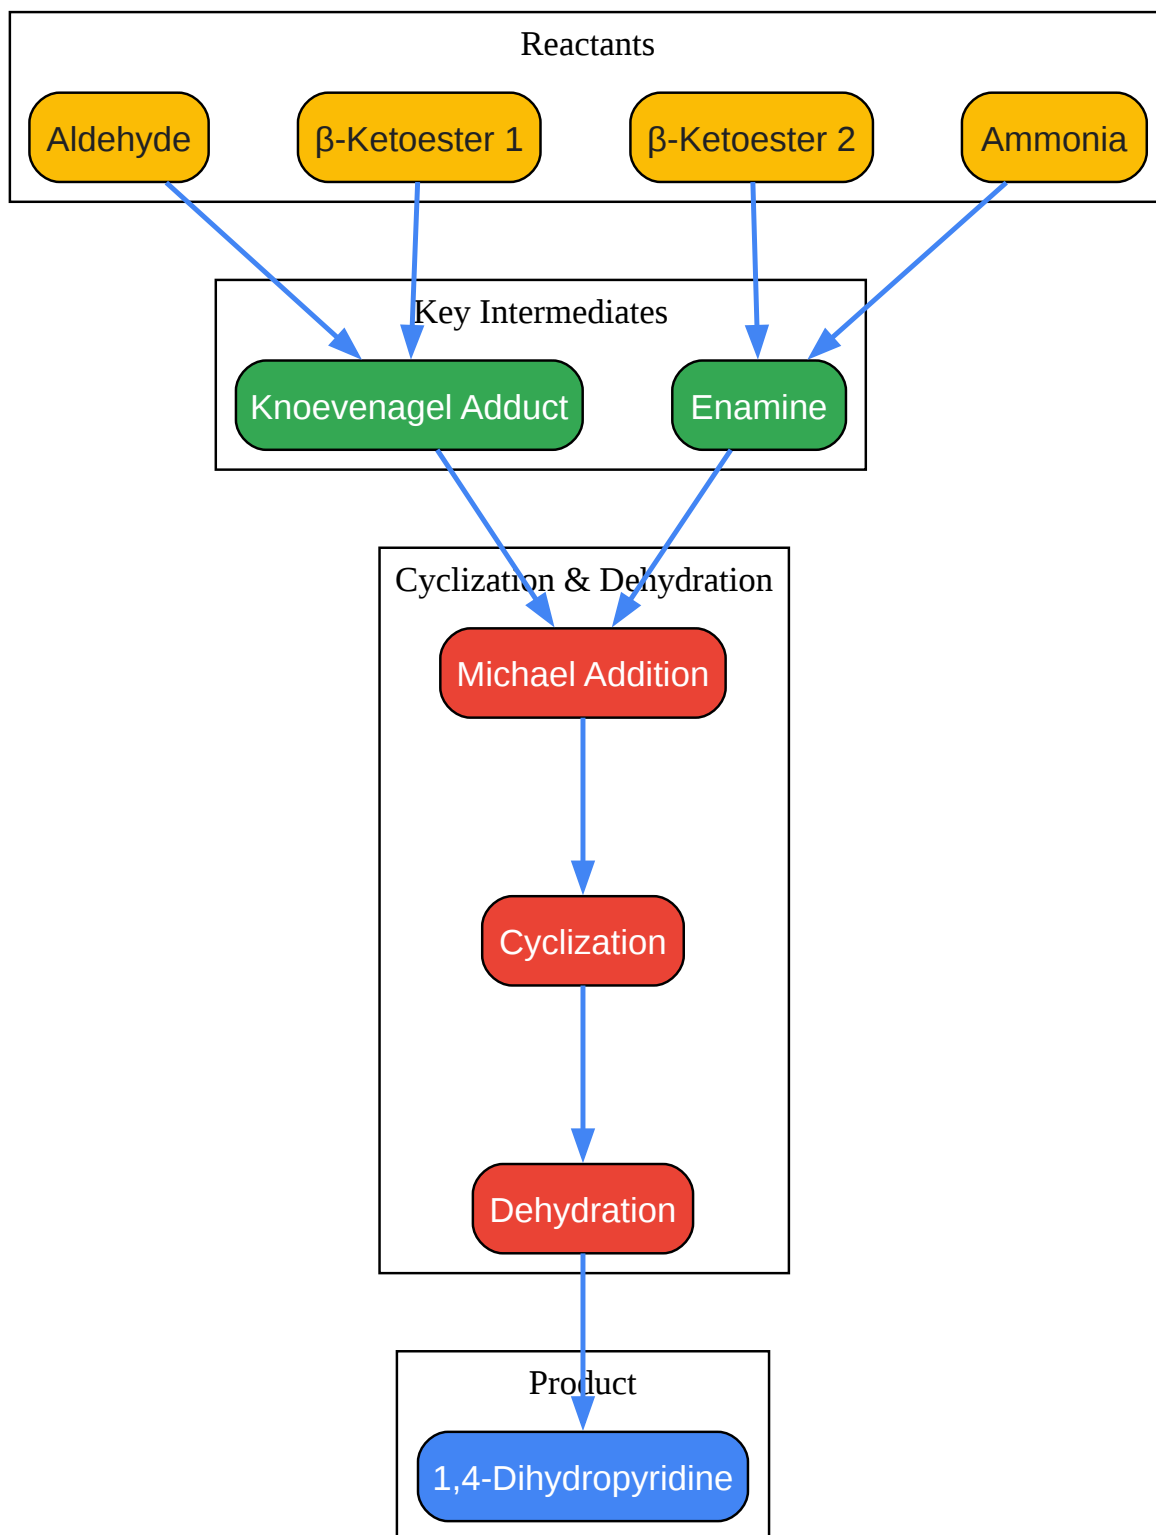 Reactants
Aldehyde
β-Ketoester 1
β-Ketoester 2
Ammonia
Key Intermediates
Knoevenagel Adduct
Enamine
Cyclization & Dehydration
Michael Addition
Cyclization
Dehydration
Product
1,4-Dihydropyridine